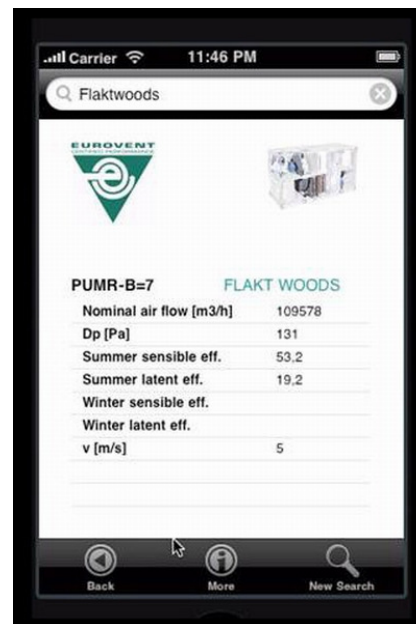 Carrier 11:46 PM
Flaktwoods
EUROVENT
CERTIFIED PERFORMANCE
PUMR-B=7 FLAKT WOODS
Nominal air flow [m3/h] 109578
Dp [Pa] 131
Summer sensible eff. 53,2
Summer latent eff. 19,2
Winter sensible eff.
Winter latent eff.
v [m/s] 5
Back More New Search